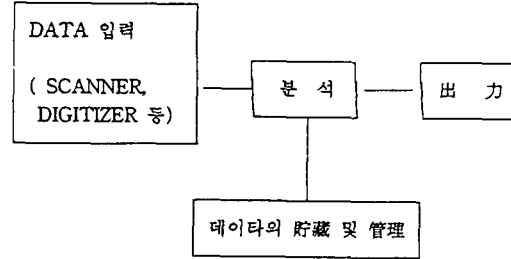 DATA 입력
( SCANNER,
DIGITIZER 등)
분 석
出 力
데이타의 貯藏 및 管理